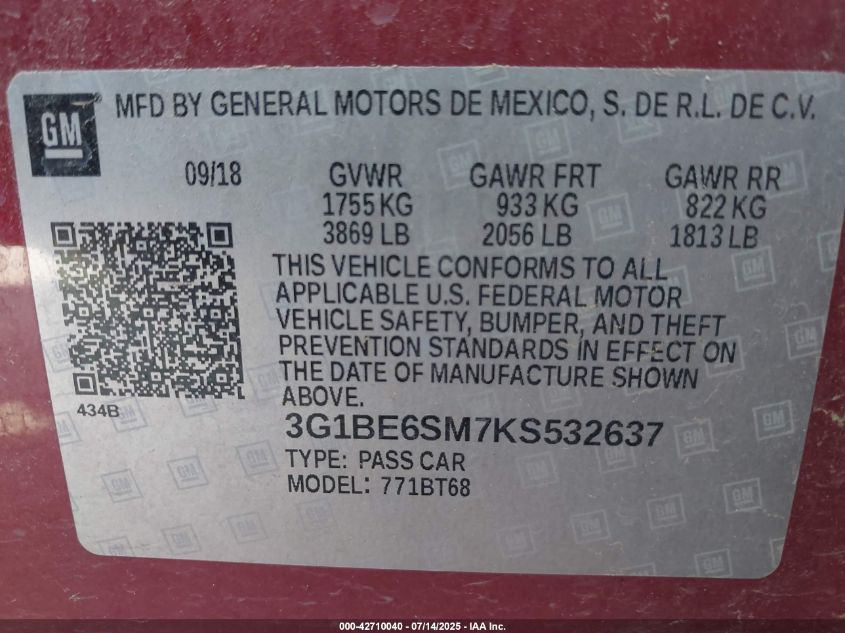 GM
MFD BY GENERAL MOTORS DE MEXICO, S. DE R.L. DE C.V.
09/18 GVWR GAWR FRT GAWR RR
1755 KG 933 KG 822 KG
3869 LB 2056 LB 1813 LB
THIS VEHICLE CONFORMS TO ALL
APPLICABLE U.S. FEDERAL MOTOR
VEHICLE SAFETY, BUMPER, AND THEFT
PREVENTION STANDARDS IN EFFECT ON
THE DATE OF MANUFACTURE SHOWN
ABOVE.
434B
3G1BE6SM7KS532637
TYPE: PASS CAR
MODEL: 771BT68
000-42710040 - 07/14/2025 - IAA Inc.